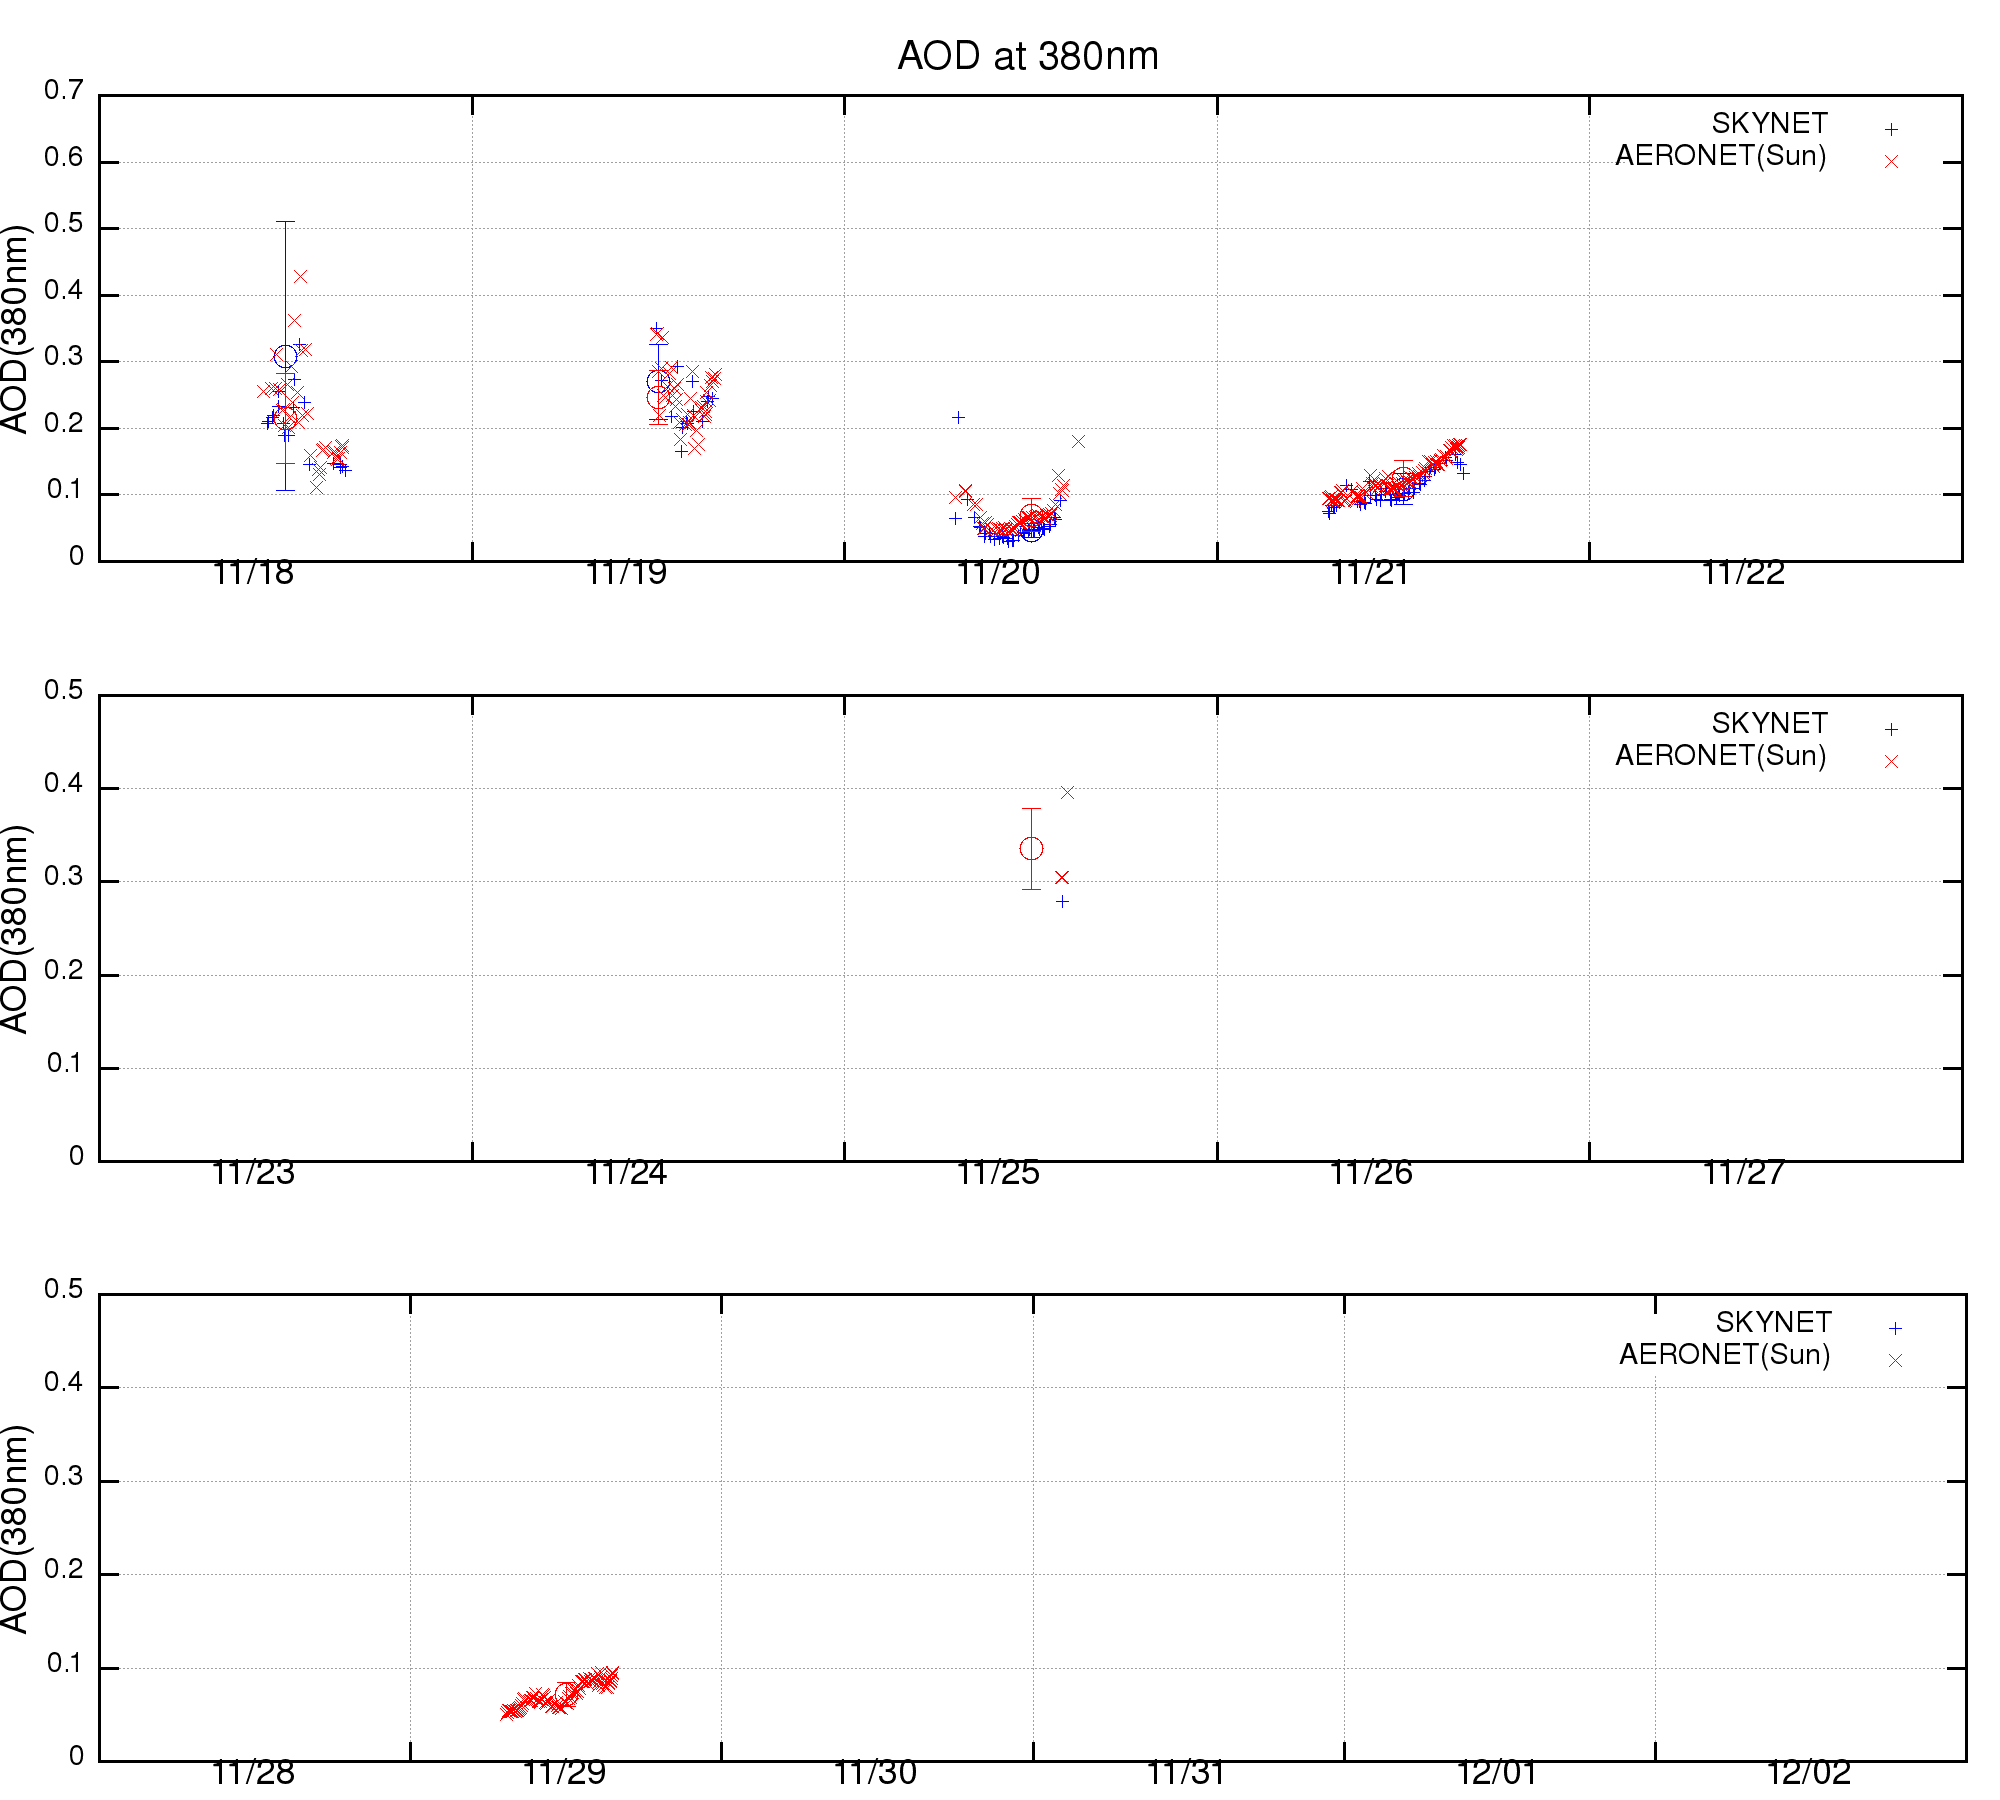 AOD at 380nm
0.7
0.6
0.5
0.4
0.3
0.2
0.1
0
AOD(380nm)
SKYNET
AERONET(Sun)
11/18 11/19 11/20 11/21 11/22
0.5
0.4
0.3
0.2
0.1
0
AOD(380nm)
SKYNET
AERONET(Sun)
11/23 11/24 11/25 11/26 11/27
0.5
0.4
0.3
0.2
0.1
0
AOD(380nm)
SKYNET
AERONET(Sun)
11/28 11/29 11/30 11/31 12/01 12/02